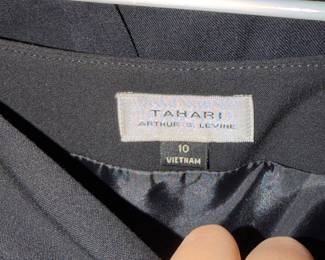 TAHARI
ARTHUR S. LEVINE
10
VIETNAM